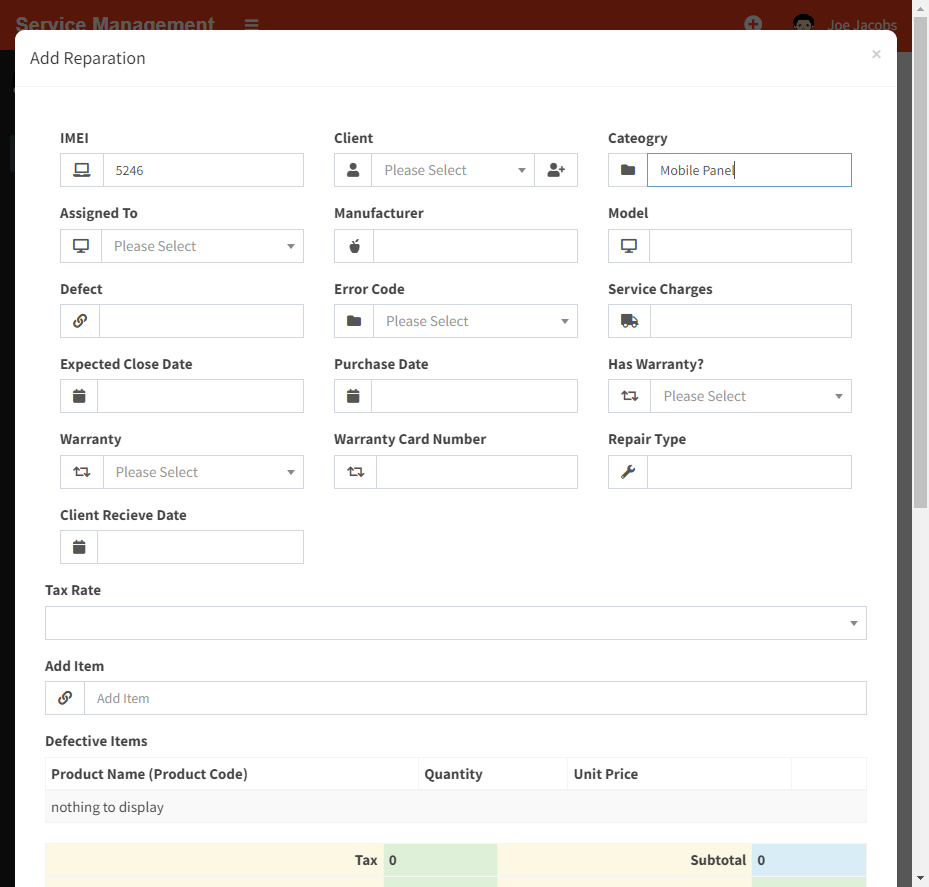 Service Management
Joe Jacobs
Add Reparation
×
IMEI
Client
Cateogry
5246
Please Select
Mobile Panel
Assigned To
Manufacturer
Model
Please Select
Defect
Error Code
Service Charges
Please Select
Expected Close Date
Purchase Date
Has Warranty?
Please Select
Warranty
Warranty Card Number
Repair Type
Please Select
Client Recieve Date
Tax Rate
Add Item
Add Item
Defective Items
Product Name (Product Code)
Quantity
Unit Price
nothing to display
Tax
0
Subtotal
0